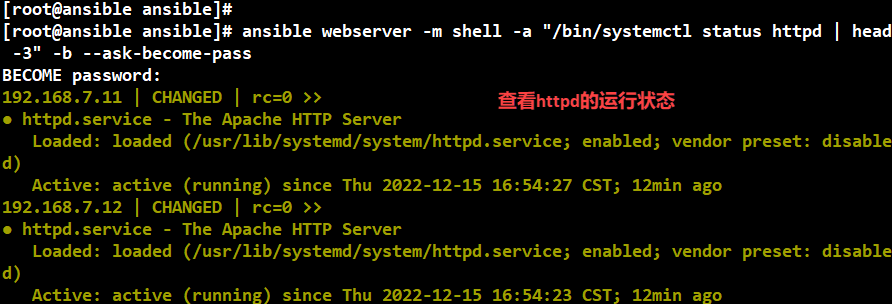 [root@ansible ansible]#
[root@ansible ansible]# ansible webserver -m shell -a "/bin/systemctl status httpd | head
 -3" -b --ask-become-pass
BECOME password:
192.168.7.11 | CHANGED | rc=0 >>
查看httpd的运行状态
● httpd.service - The Apache HTTP Server
   Loaded: loaded (/usr/lib/systemd/system/httpd.service; enabled; vendor preset: disable
d)
   Active: active (running) since Thu 2022-12-15 16:54:27 CST; 12min ago
192.168.7.12 | CHANGED | rc=0 >>
● httpd.service - The Apache HTTP Server
   Loaded: loaded (/usr/lib/systemd/system/httpd.service; enabled; vendor preset: disable
d)
   Active: active (running) since Thu 2022-12-15 16:54:23 CST; 12min ago